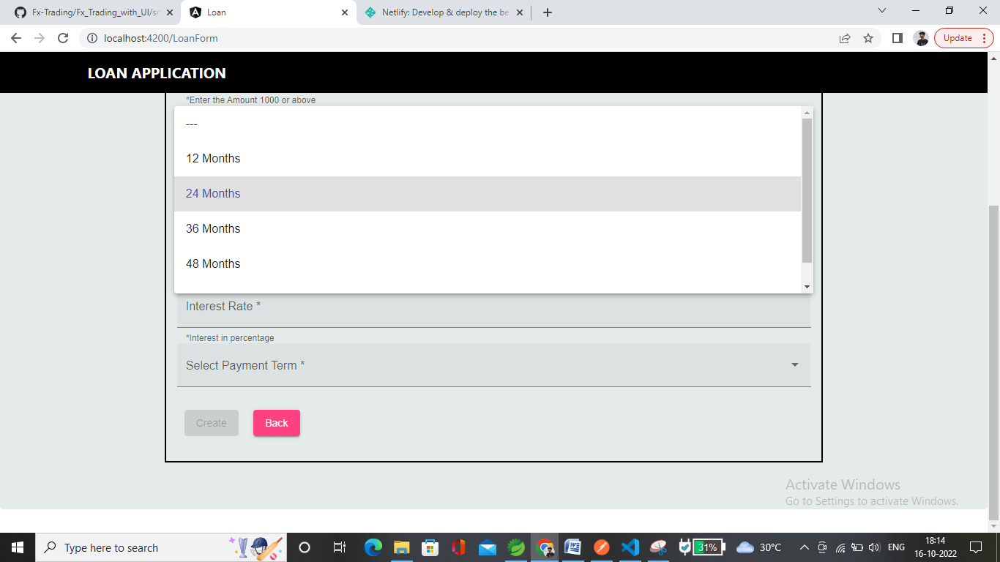 Fx-Trading/Fx_Trading_with_UI/sr
Loan
Netlify: Develop & deploy the be
localhost:4200/LoanForm
Update
LOAN APPLICATION
*Enter the Amount 1000 or above
---
12 Months
24 Months
36 Months
48 Months
Interest Rate *
*Interest in percentage
Select Payment Term *
Create
Back
Activate Windows
Go to Settings to activate Windows.
Type here to search
31%
30°C
ENG
18:14
16-10-2022